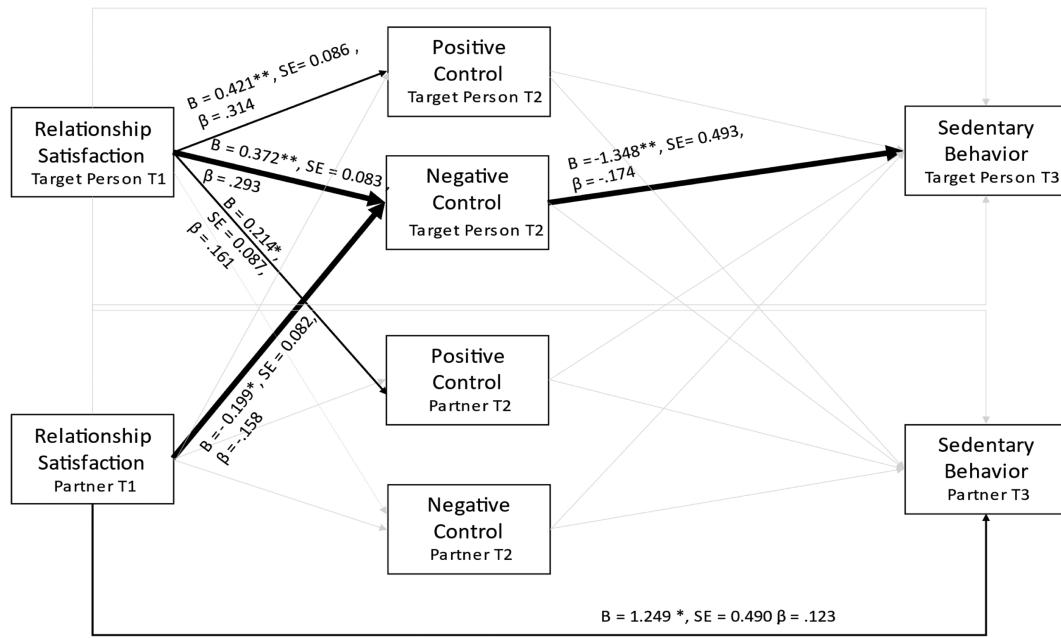 Positive
Control
Target Person T2
B = 0.421**, SE= 0.086 ,
β = .314
Relationship
Satisfaction
Target Person T1
Sedentary
Behavior
Target Person T3
B = 0.372**, SE = 0.083,
β = .293
Negative
Control
Target Person T2
B = -1.348**, SE= 0.493,
β = -.174
B = 0.214*,
SE = 0.087,
β = .161
Positive
Control
Partner T2
B = - 0.199*, SE = 0.082,
β = -.158
Relationship
Satisfaction
Partner T1
Sedentary
Behavior
Partner T3
Negative
Control
Partner T2
B = 1.249 *, SE = 0.490 β = .123